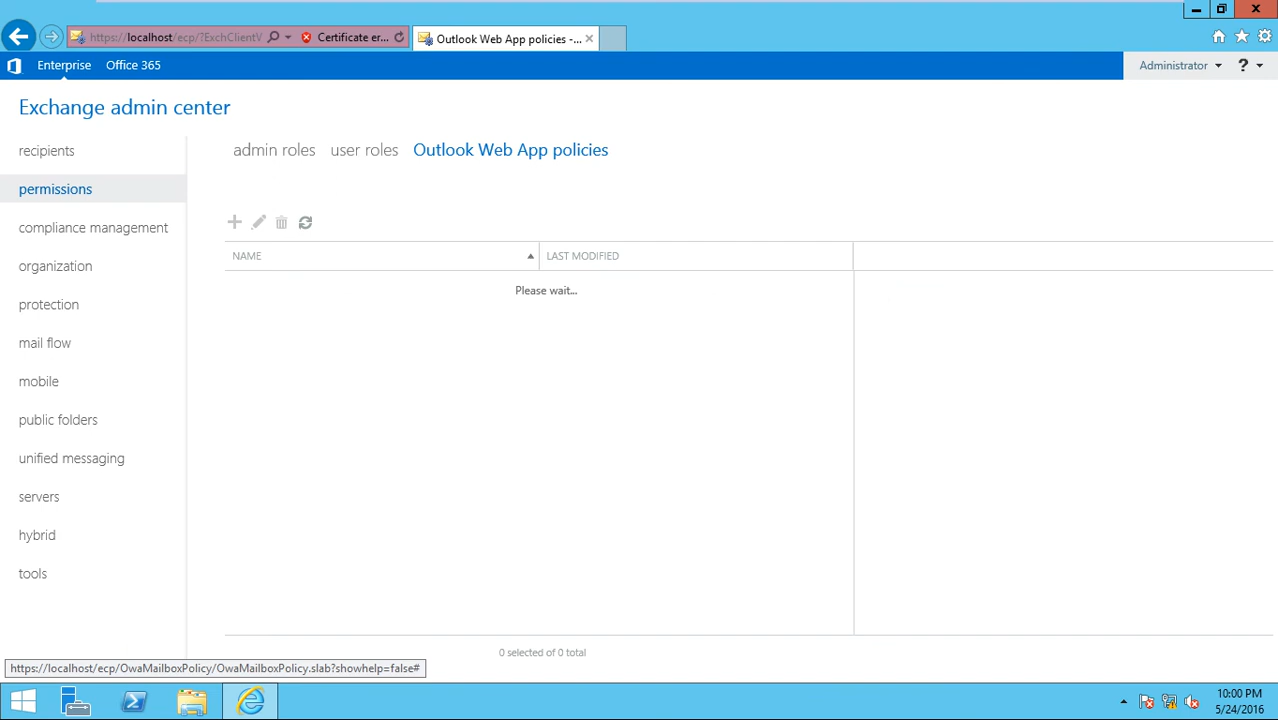 https://localhost/ecp/?ExchClientV
Certificate er...
Outlook Web App policies -...
Enterprise
Office 365
Administrator
?
Exchange admin center
recipients
permissions
compliance management
organization
protection
mail flow
mobile
public folders
unified messaging
servers
hybrid
tools
admin roles
user roles
Outlook Web App policies
NAME
LAST MODIFIED
Please wait...
0 selected of 0 total
https://localhost/ecp/OwaMailboxPolicy/OwaMailboxPolicy.slab?showhelp=false#
10:00 PM
5/24/2016